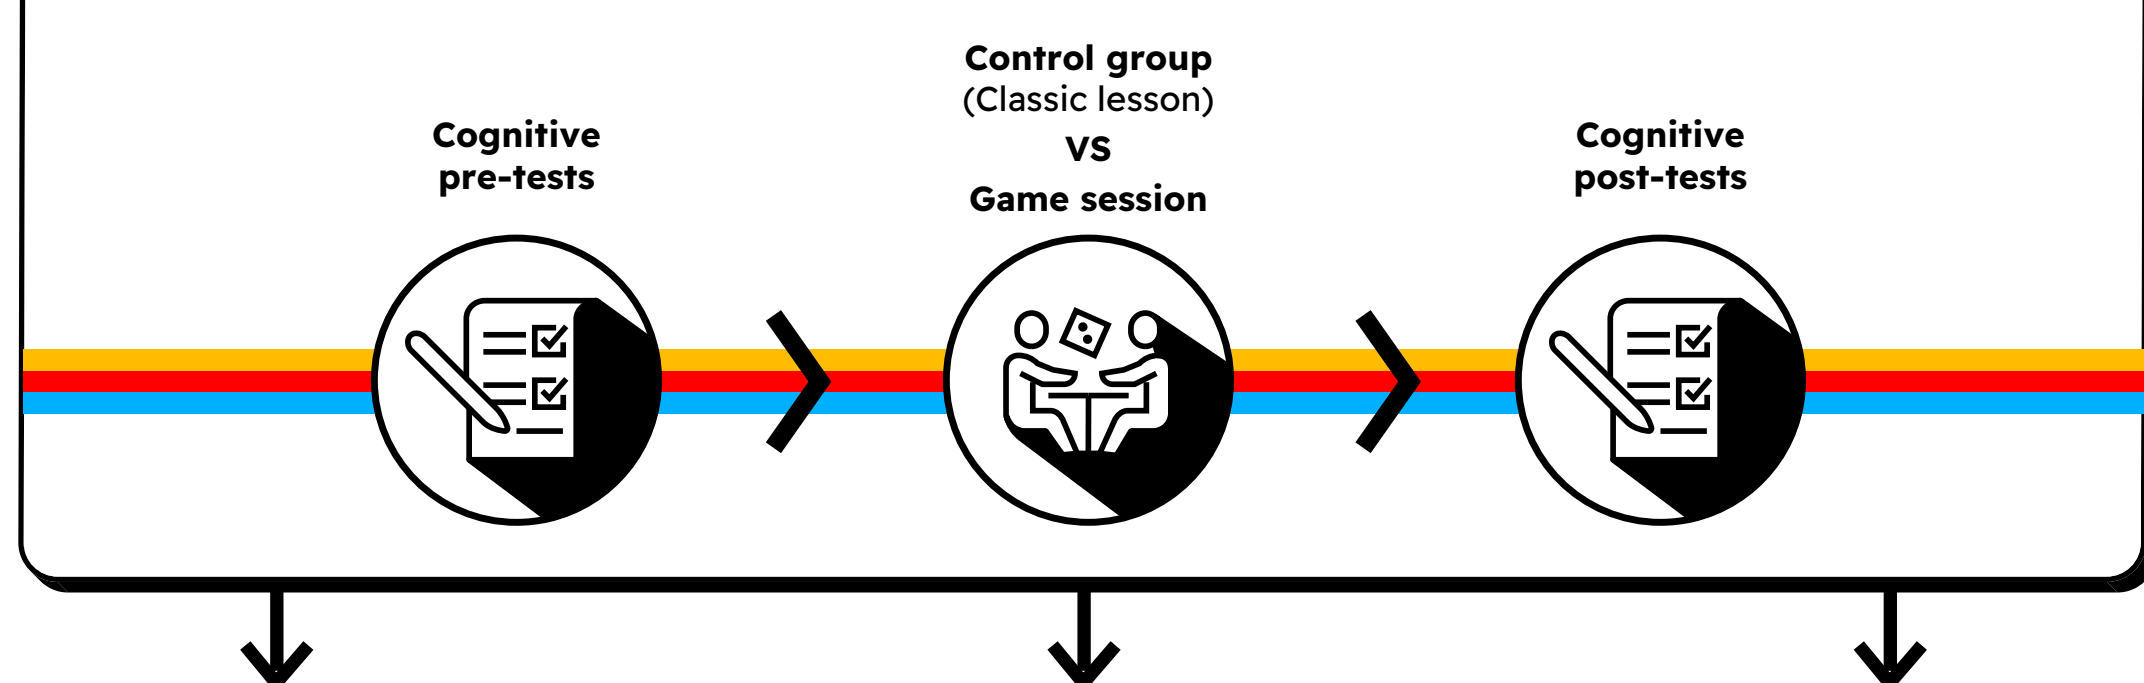 Cognitive
pre-tests
Control group
(Classic lesson)
VS
Game session
Cognitive
post-tests